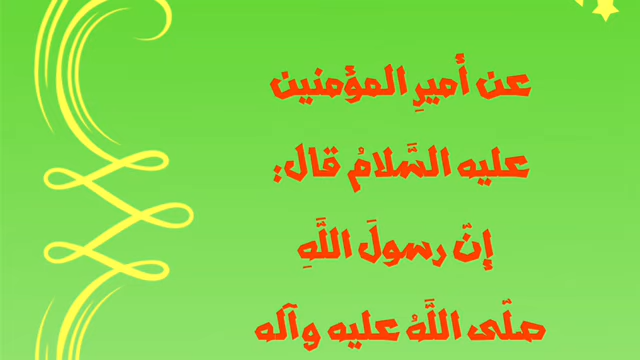 عن أميرِ المؤمنين
عليه السَّلامُ قال:
إنّ رسولَ اللَّهِ
صلّى اللَّهُ عليه وآله